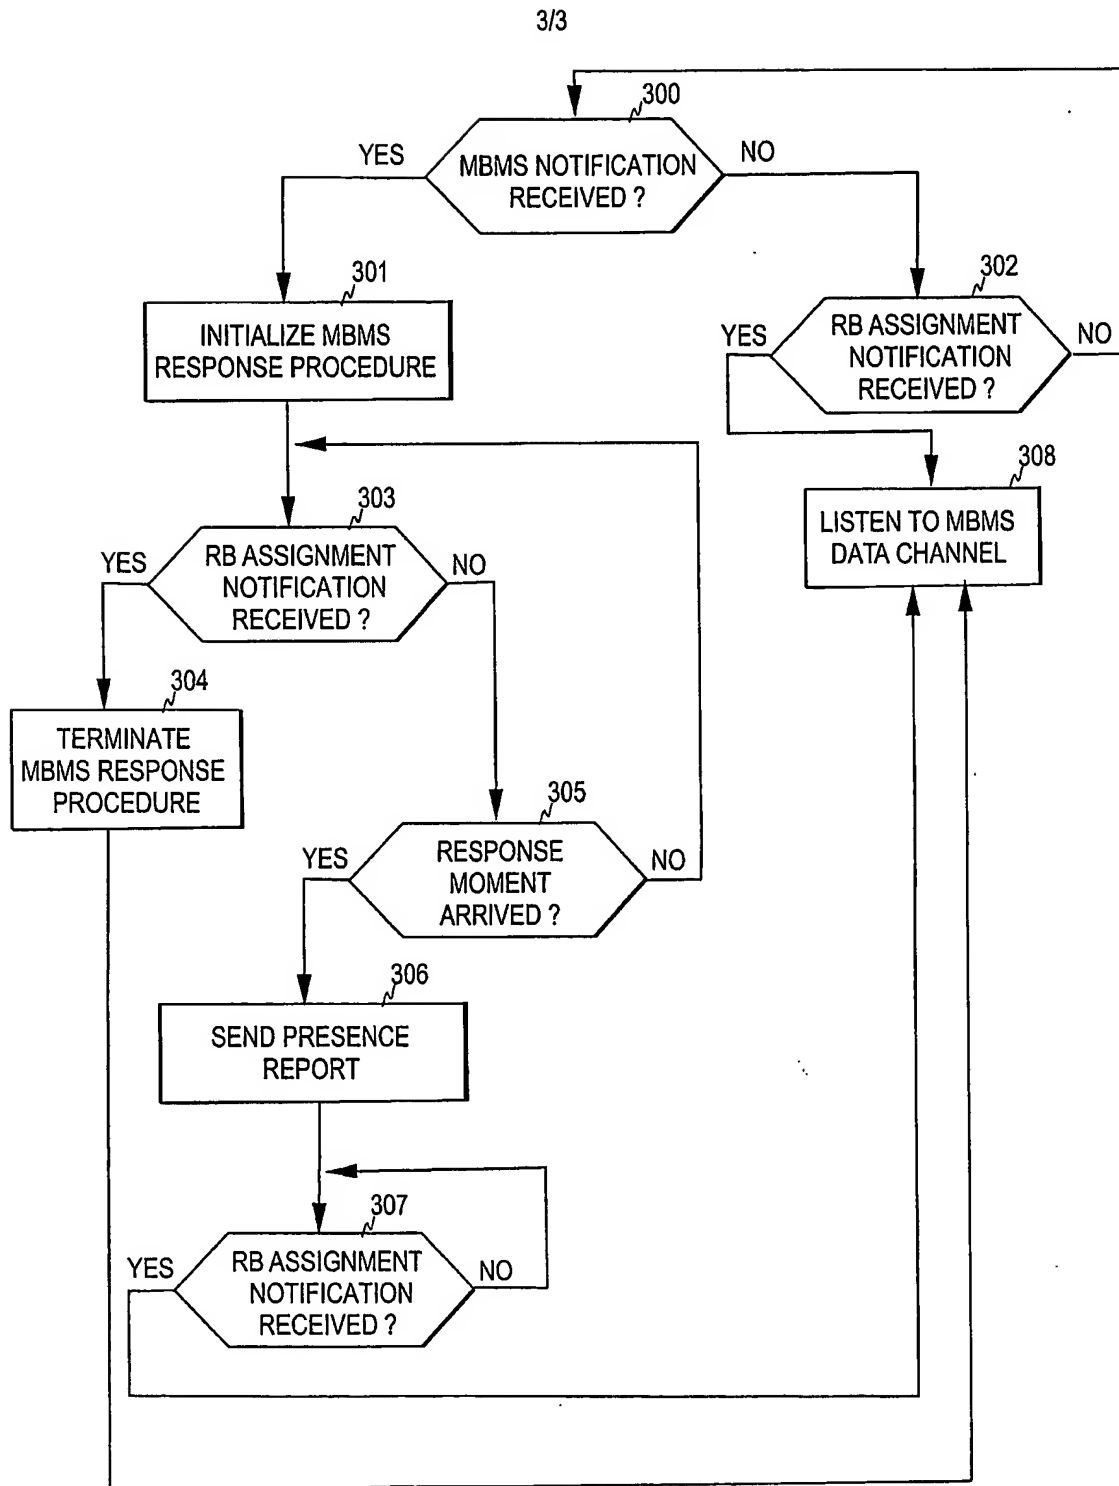 3/3
300
YES
MBMS NOTIFICATION
RECEIVED ?
NO
301
INITIALIZE MBMS
RESPONSE PROCEDURE
302
YES
RB ASSIGNMENT
NOTIFICATION
RECEIVED ?
NO
308
LISTEN TO MBMS
DATA CHANNEL
303
YES
RB ASSIGNMENT
NOTIFICATION
RECEIVED ?
NO
304
TERMINATE
MBMS RESPONSE
PROCEDURE
305
YES
RESPONSE
MOMENT
ARRIVED ?
NO
306
SEND PRESENCE
REPORT
307
YES
RB ASSIGNMENT
NOTIFICATION
RECEIVED ?
NO